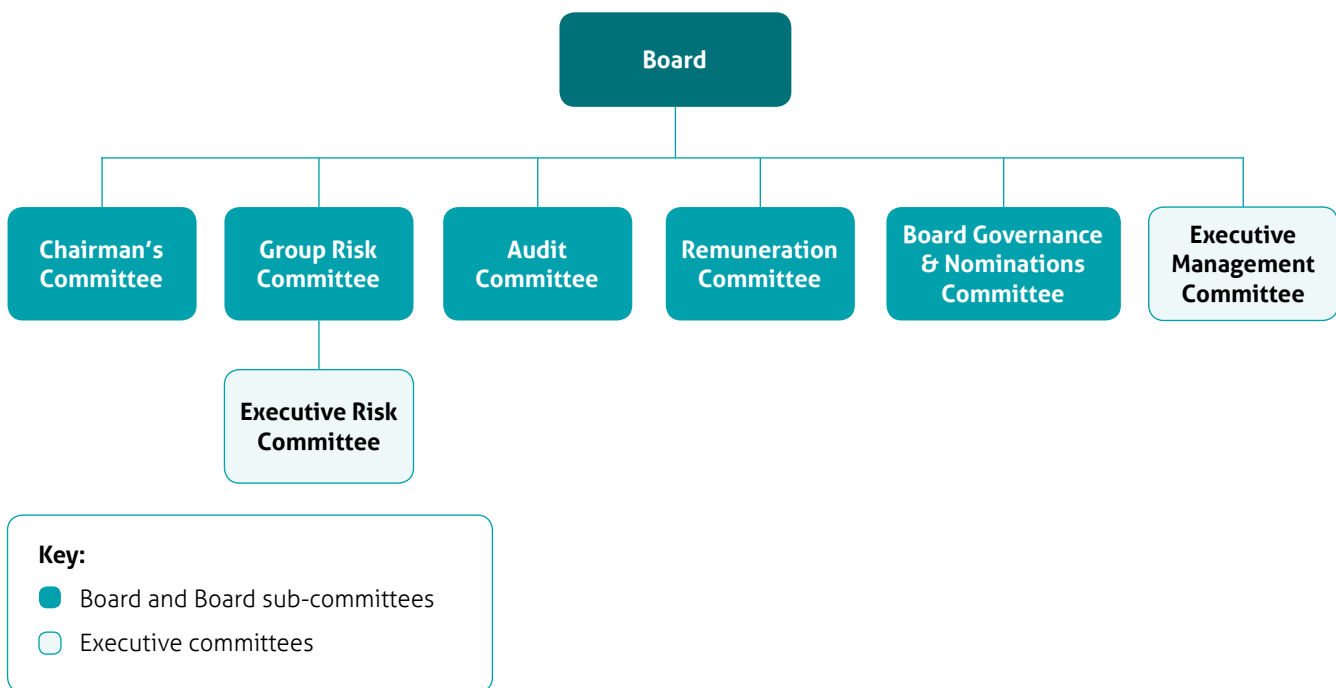 Board
Chairman's
Committee
Group Risk
Committee
Audit
Committee
Remuneration
Committee
Board Governance
& Nominations
Committee
Executive
Management
Committee
Executive Risk
Committee
Key:
Board and Board sub-committees
Executive committees